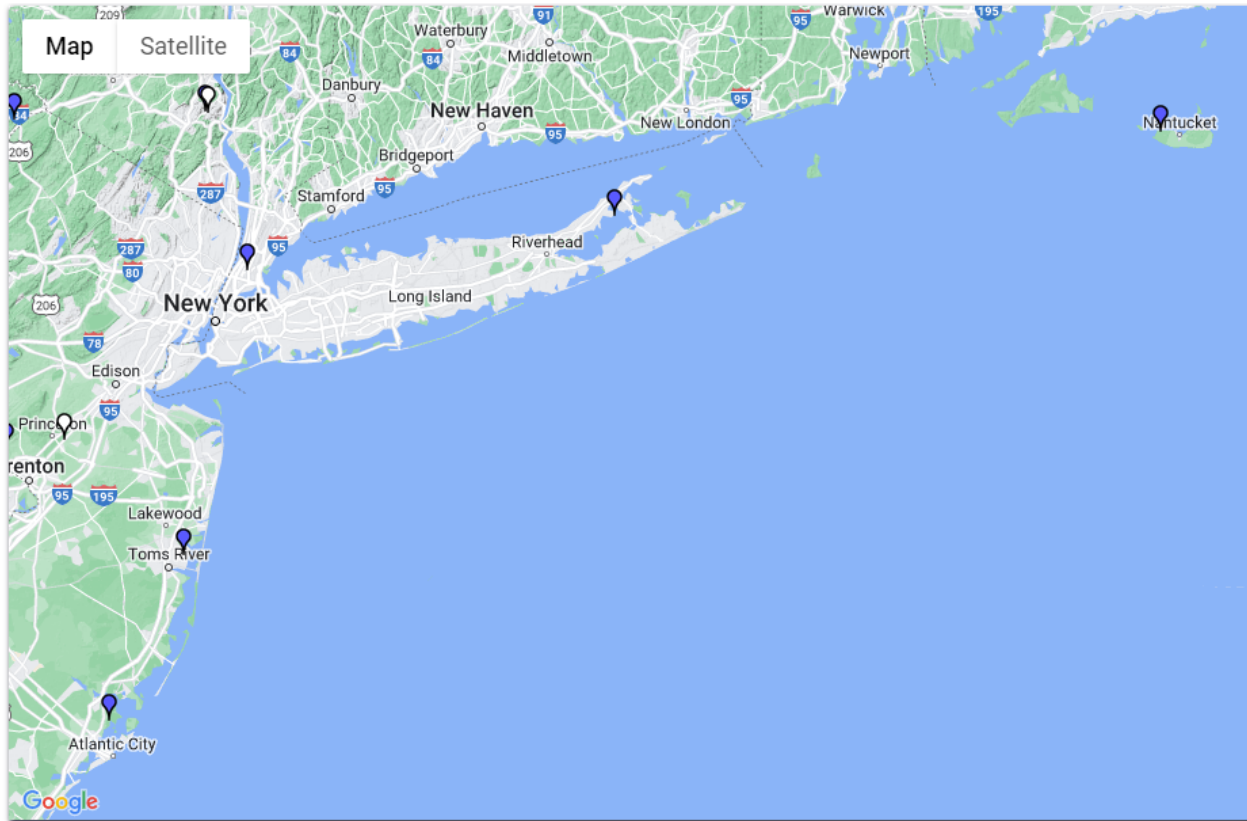 209
91
95
Warwick
195
Map
Satellite
Waterbury
84
84
Middletown
Newport
Danbury
84
New Haven
95
New London
Nantucket
206
95
Bridgeport
287
Stamford
95
95
Riverhead
287
80
New York
Long Island
206
78
Edison
95
Princeton
renton
95
195
Lakewood
Toms River
Atlantic City
Google